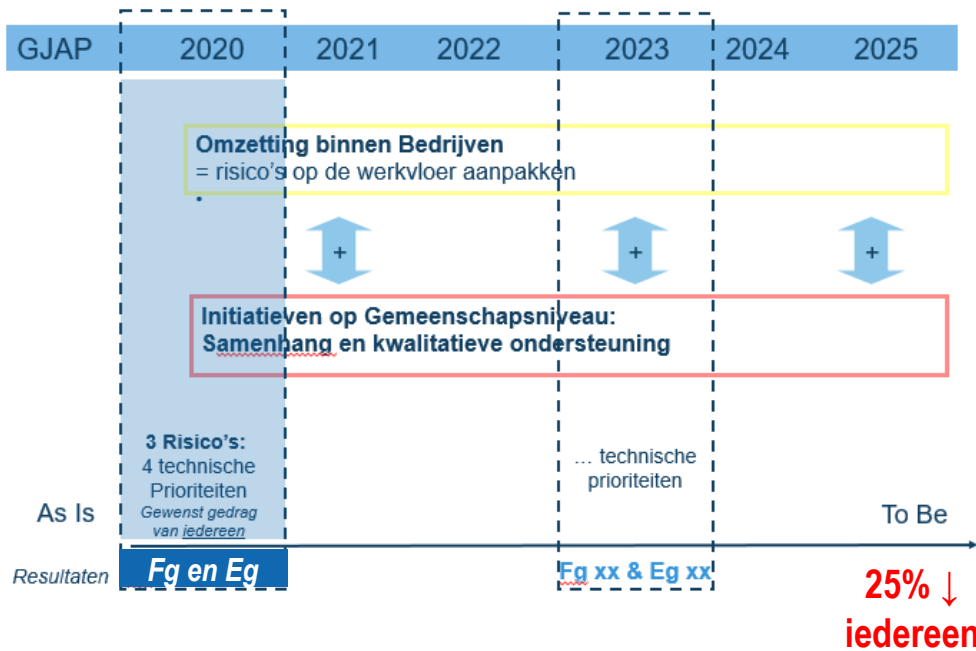 GJAP 2020 2021 2022 2023 2024 2025
Omzetting binnen Bedrijven
= risico's op de werkvloer aanpakken
•
+ + +
Initiatieven op Gemeenschapsniveau:
Samenhang en kwalitatieve ondersteuning
3 Risico's:
4 technische
Prioriteiten
Gewenst gedrag
van iedereen
... technische
prioriteiten
As Is
To Be
Resultaten
Fg en Eg
Fg xx & Eg xx
25% ↓
iedereen